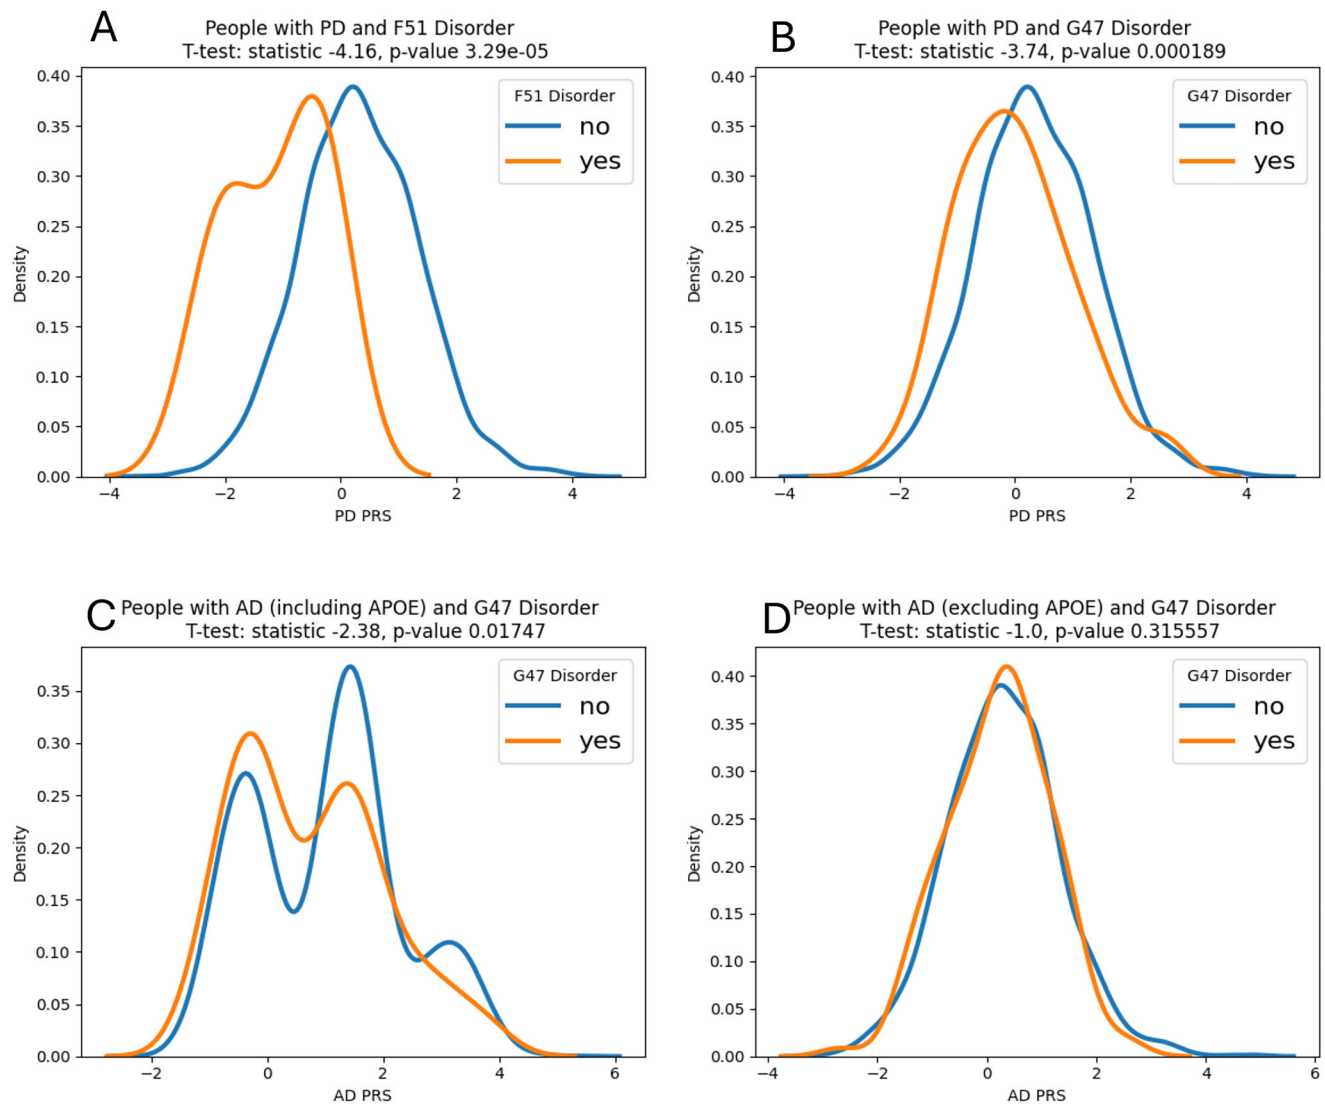 A
People with PD and F51 Disorder
T-test: statistic -4.16, p-value 3.29e-05
F51 Disorder
no
yes
0.40
0.35
0.30
0.25
0.20
0.15
0.10
0.05
0.00
Density
−4
−2
0
2
4
PD PRS
B
People with PD and G47 Disorder
T-test: statistic -3.74, p-value 0.000189
G47 Disorder
no
yes
0.40
0.35
0.30
0.25
0.20
0.15
0.10
0.05
0.00
Density
−4
−2
0
2
4
PD PRS
C
People with AD (including APOE) and G47 Disorder
T-test: statistic -2.38, p-value 0.01747
G47 Disorder
no
yes
0.35
0.30
0.25
0.20
0.15
0.10
0.05
0.00
Density
−2
0
2
4
6
AD PRS
D
People with AD (excluding APOE) and G47 Disorder
T-test: statistic -1.0, p-value 0.315557
G47 Disorder
no
yes
0.40
0.35
0.30
0.25
0.20
0.15
0.10
0.05
0.00
Density
−4
−2
0
2
4
6
AD PRS